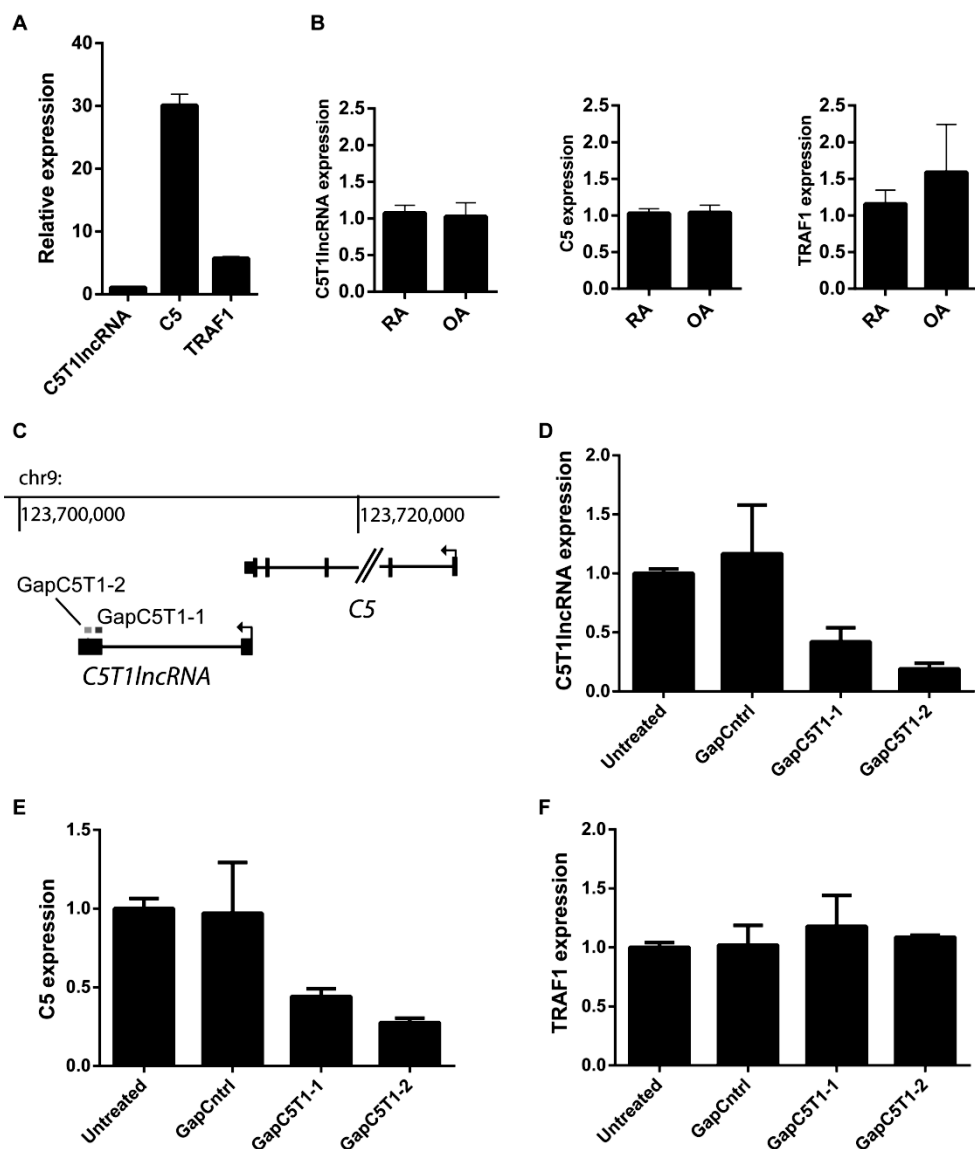 A
Relative expression
40
30
20
10
0
C5T1lncRNA
C5
TRAF1
B
C5T1lncRNA expression
2.5
2.0
1.5
1.0
0.5
0.0
RA
OA
C5 expression
2.5
2.0
1.5
1.0
0.5
0.0
RA
OA
TRAF1 expression
2.5
2.0
1.5
1.0
0.5
0.0
RA
OA
C
chr9:
123,700,000
123,720,000
C5
GapC5T1-2
GapC5T1-1
C5T1lncRNA
D
C5T1lncRNA expression
2.0
1.5
1.0
0.5
0.0
Untreated
GapCntrl
GapC5T1-1
GapC5T1-2
E
C5 expression
1.5
1.0
0.5
0.0
Untreated
GapCntrl
GapC5T1-1
GapC5T1-2
F
TRAF1 expression
2.0
1.5
1.0
0.5
0.0
Untreated
GapCntrl
GapC5T1-1
GapC5T1-2